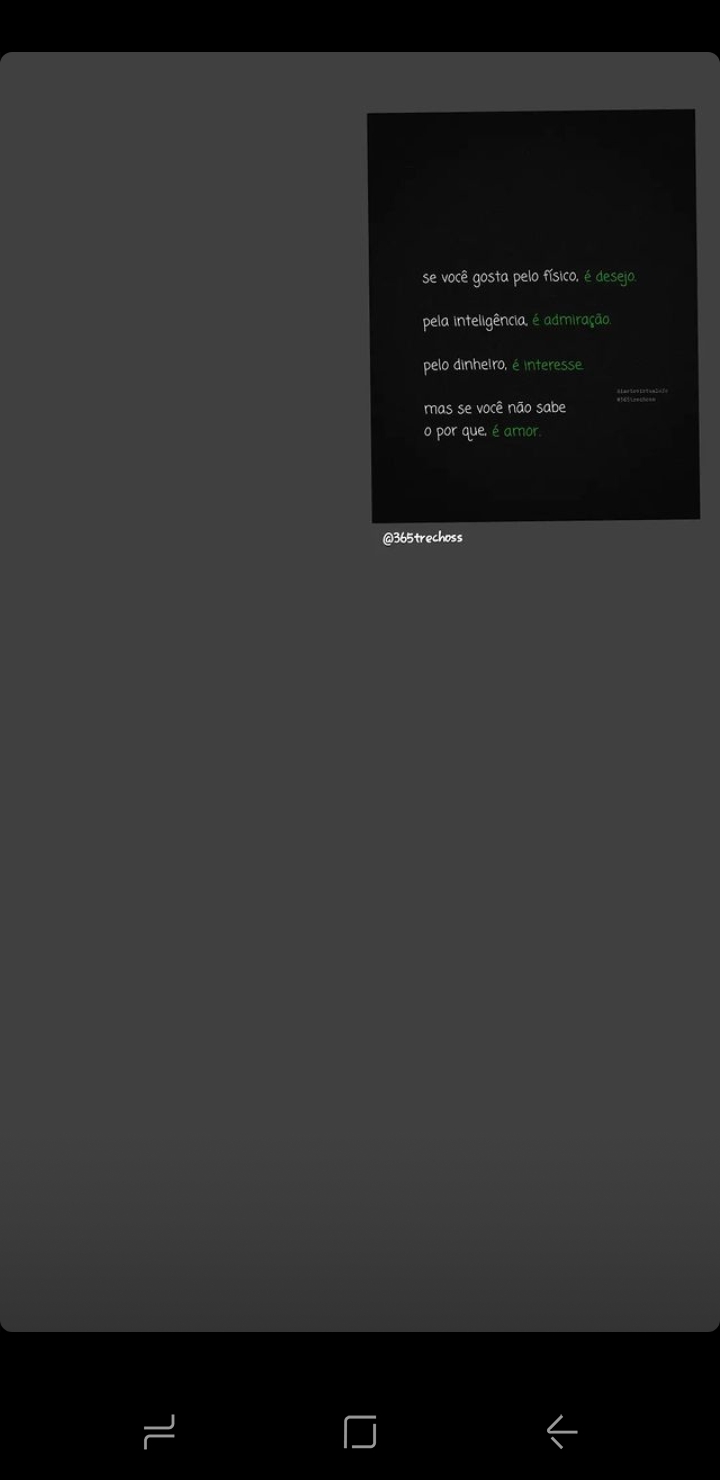 se você gosta pelo físico, é desejo.
pela inteligência, é admiração.
pelo dinheiro, é interesse.
mas se você não sabe
o por que, é amor.
@365trechoss
@365trechoss